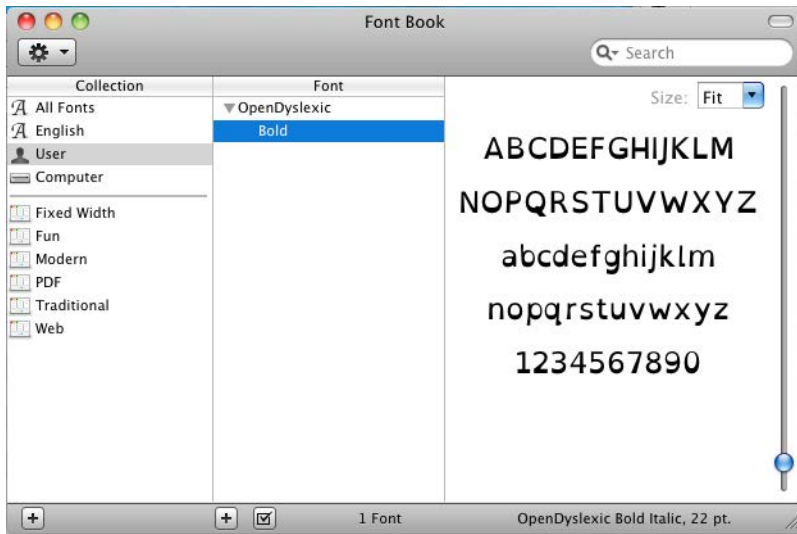 Font Book
Search
Collection
All Fonts
English
User
Computer
Fixed Width
Fun
Modern
PDF
Traditional
Web
Font
OpenDyslexic
Bold
Size: Fit
ABCDEFGHIJKLM
NOPQRSTUVWXYZ
abcdefghijklm
nopqrstuvwxyz
1234567890
1 Font
OpenDyslexic Bold Italic, 22 pt.